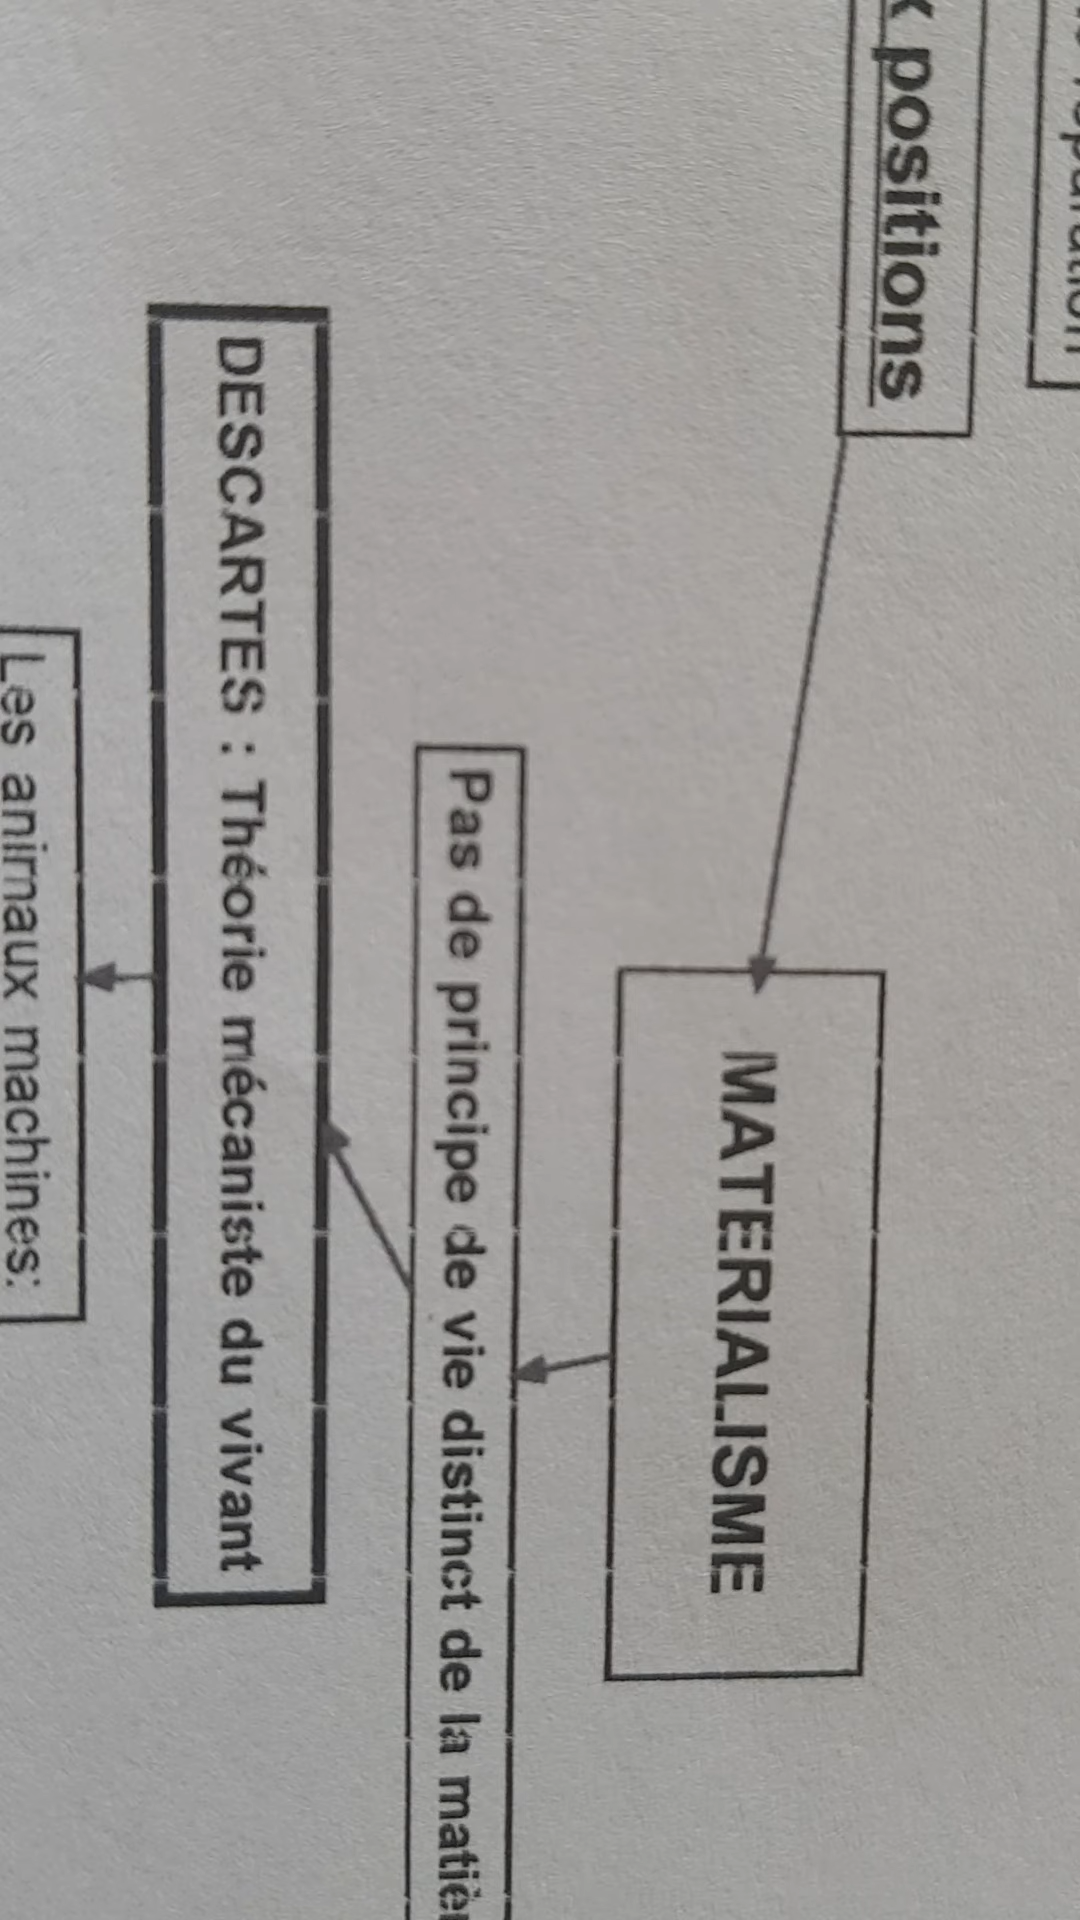 positions
MATERIALISME
Pas de principe de vie distinct de la
DESCARTES : Théorie mécaniste du vivant
Les animaux machines: